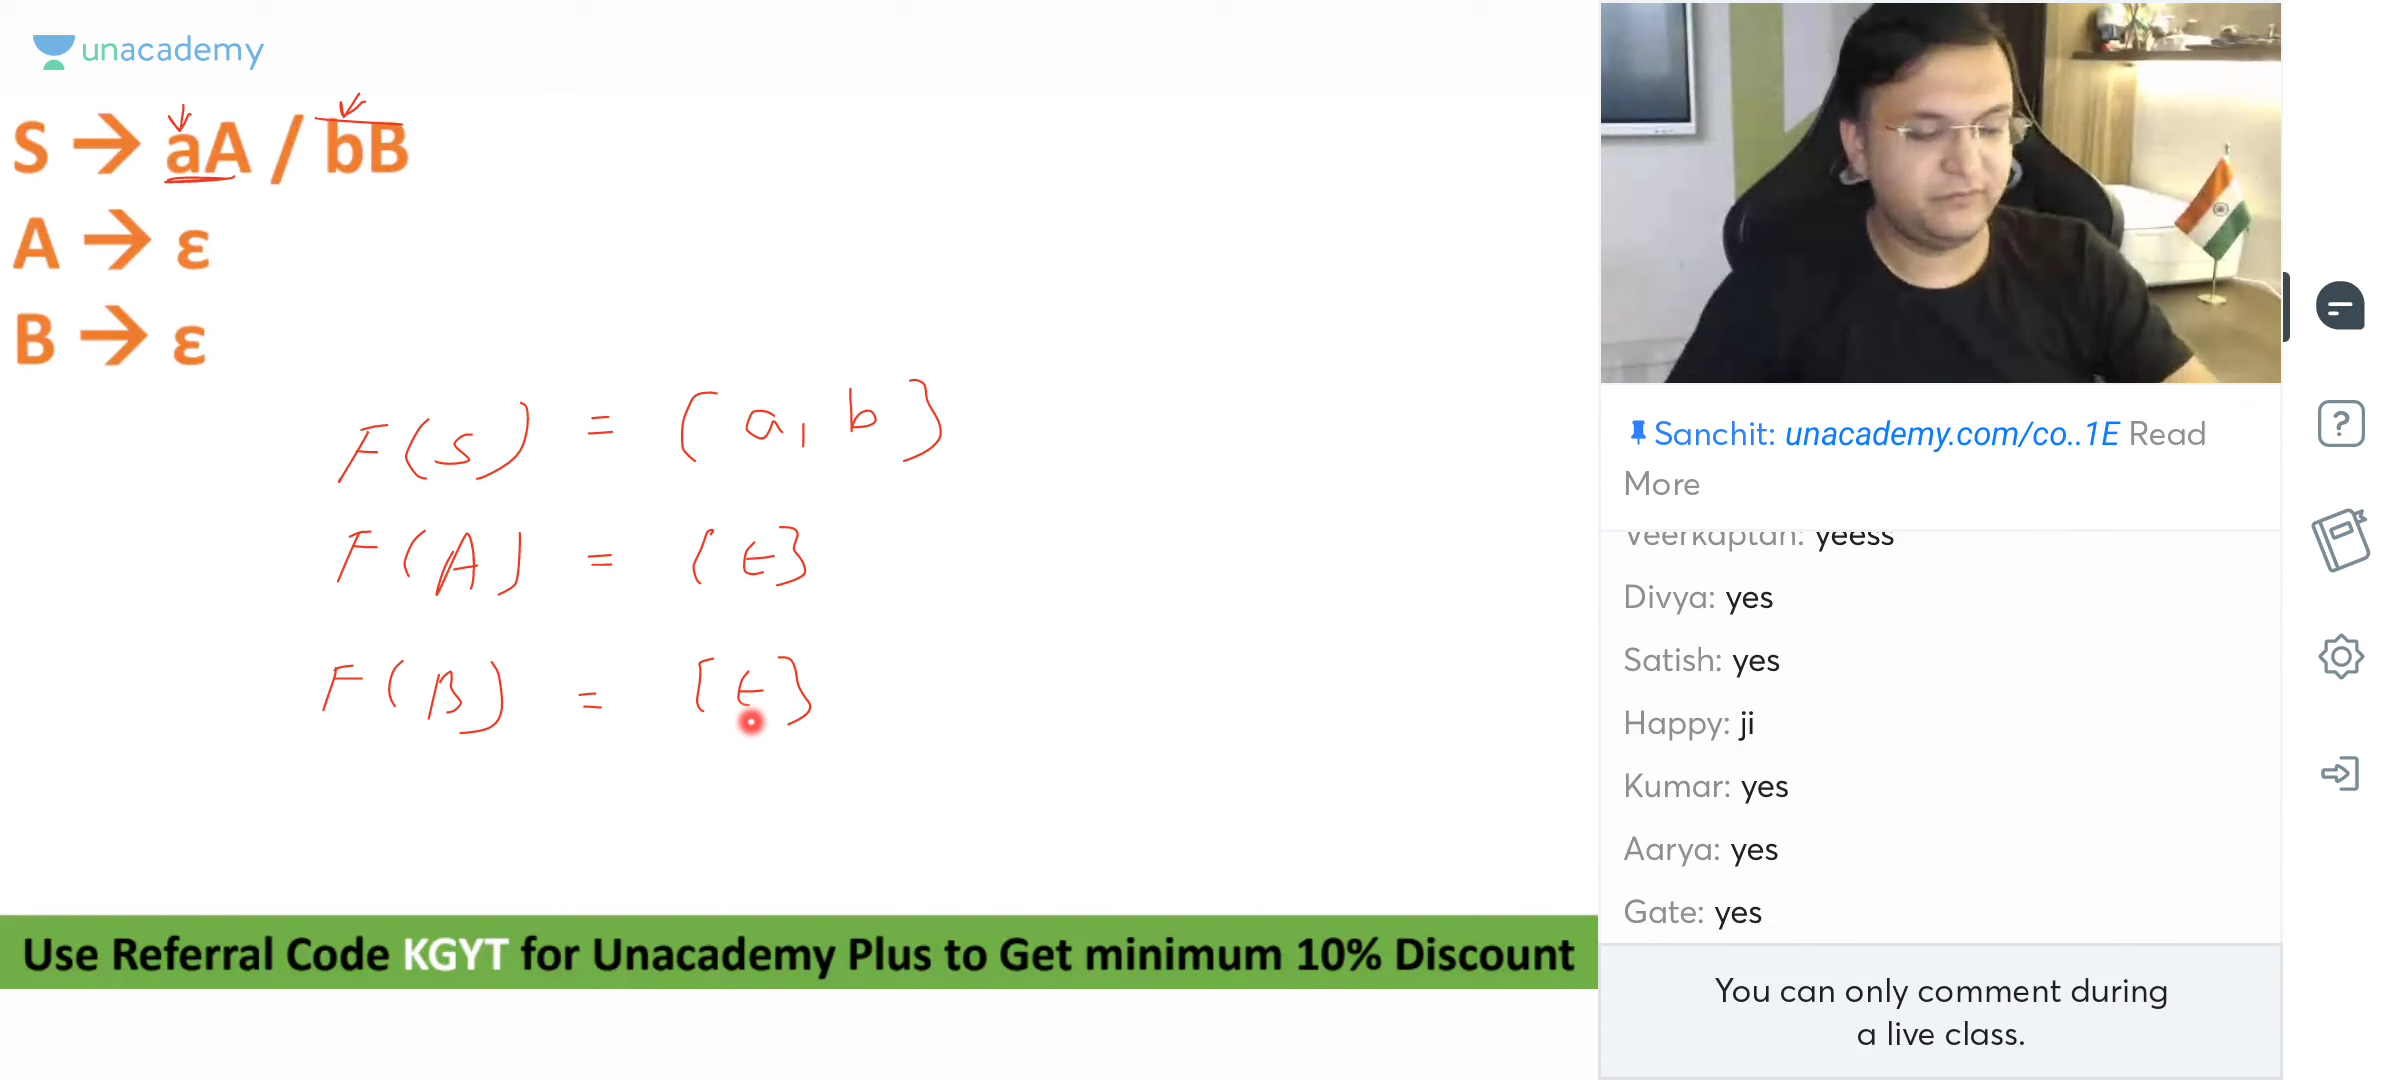 unacademy
S → aA / bB
A → ε
B → ε
F(S) = {a, b}
F(A) = {ε}
F(B) = {ε}
Use Referral Code KGYT for Unacademy Plus to Get minimum 10% Discount
Sanchit: unacademy.com/co..1E Read
More
Veerkaptan: yeess
Divya: yes
Satish: yes
Happy: ji
Kumar: yes
Aarya: yes
Gate: yes
You can only comment during
a live class.